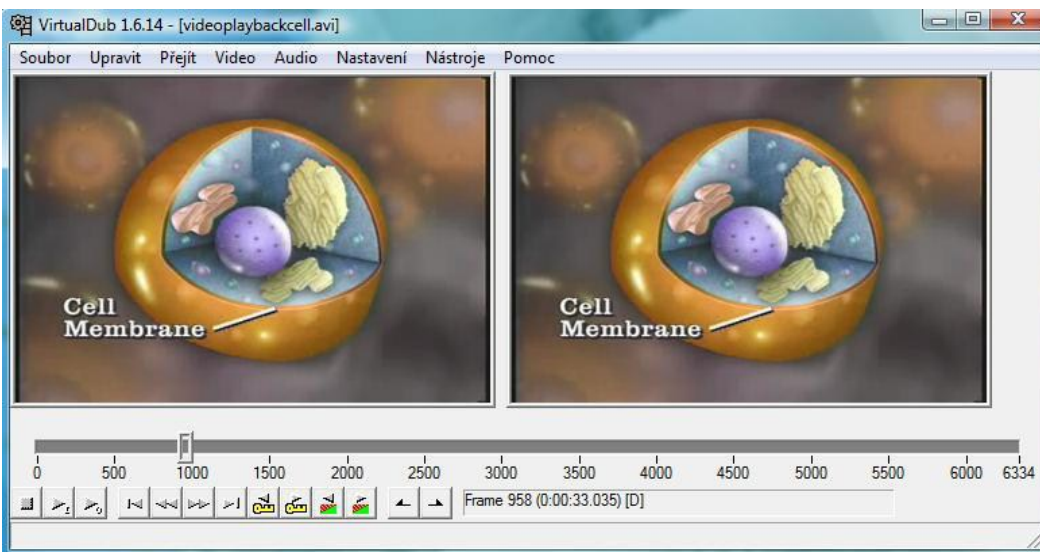 VirtualDub 1.6.14 - [videoplaybackcell.avi]
Soubor Upravit Přejít Video Audio Nastavení Nástroje Pomoc
Cell
Membrane
Cell
Membrane
0 500 1000 1500 2000 2500 3000 3500 4000 4500 5000 5500 6000 6334
Frame 958 (0:00:33.035) [D]